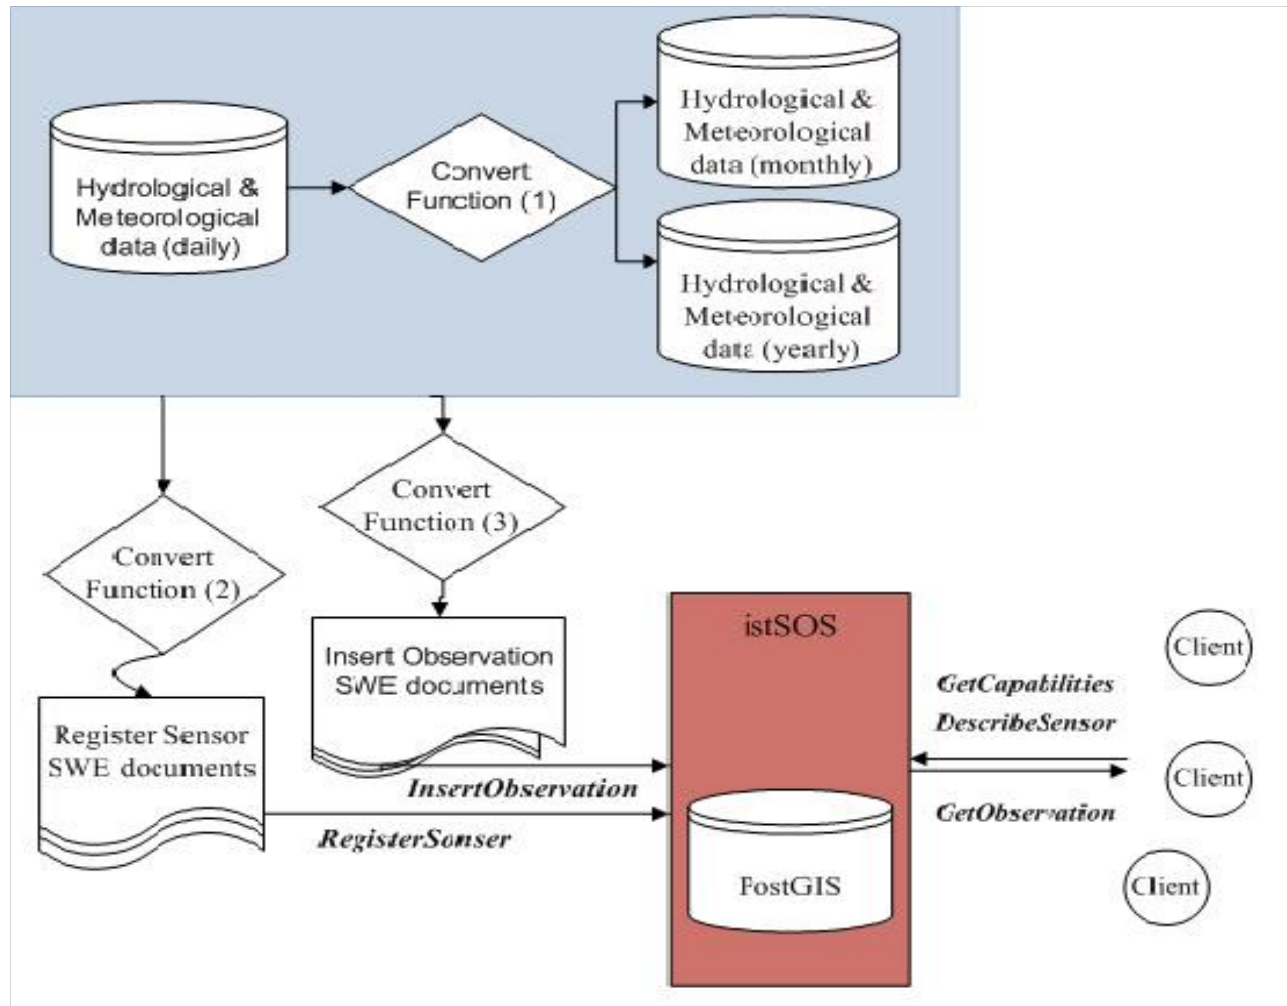 Hydrological &
Meteorological
data (daily)
Convert
Function (1)
Hydrological &
Meteorological
data (monthly)
Hydrological &
Meteorological
data (yearly)
Convert
Function (2)
Convert
Function (3)
Insert Observation
SWE documents
Register Sensor
SWE documents
InsertObservation
RegisterSonser
istSOS
PostGIS
GetCapabilities
DescribeSensor
GetObservation
Client
Client
Client